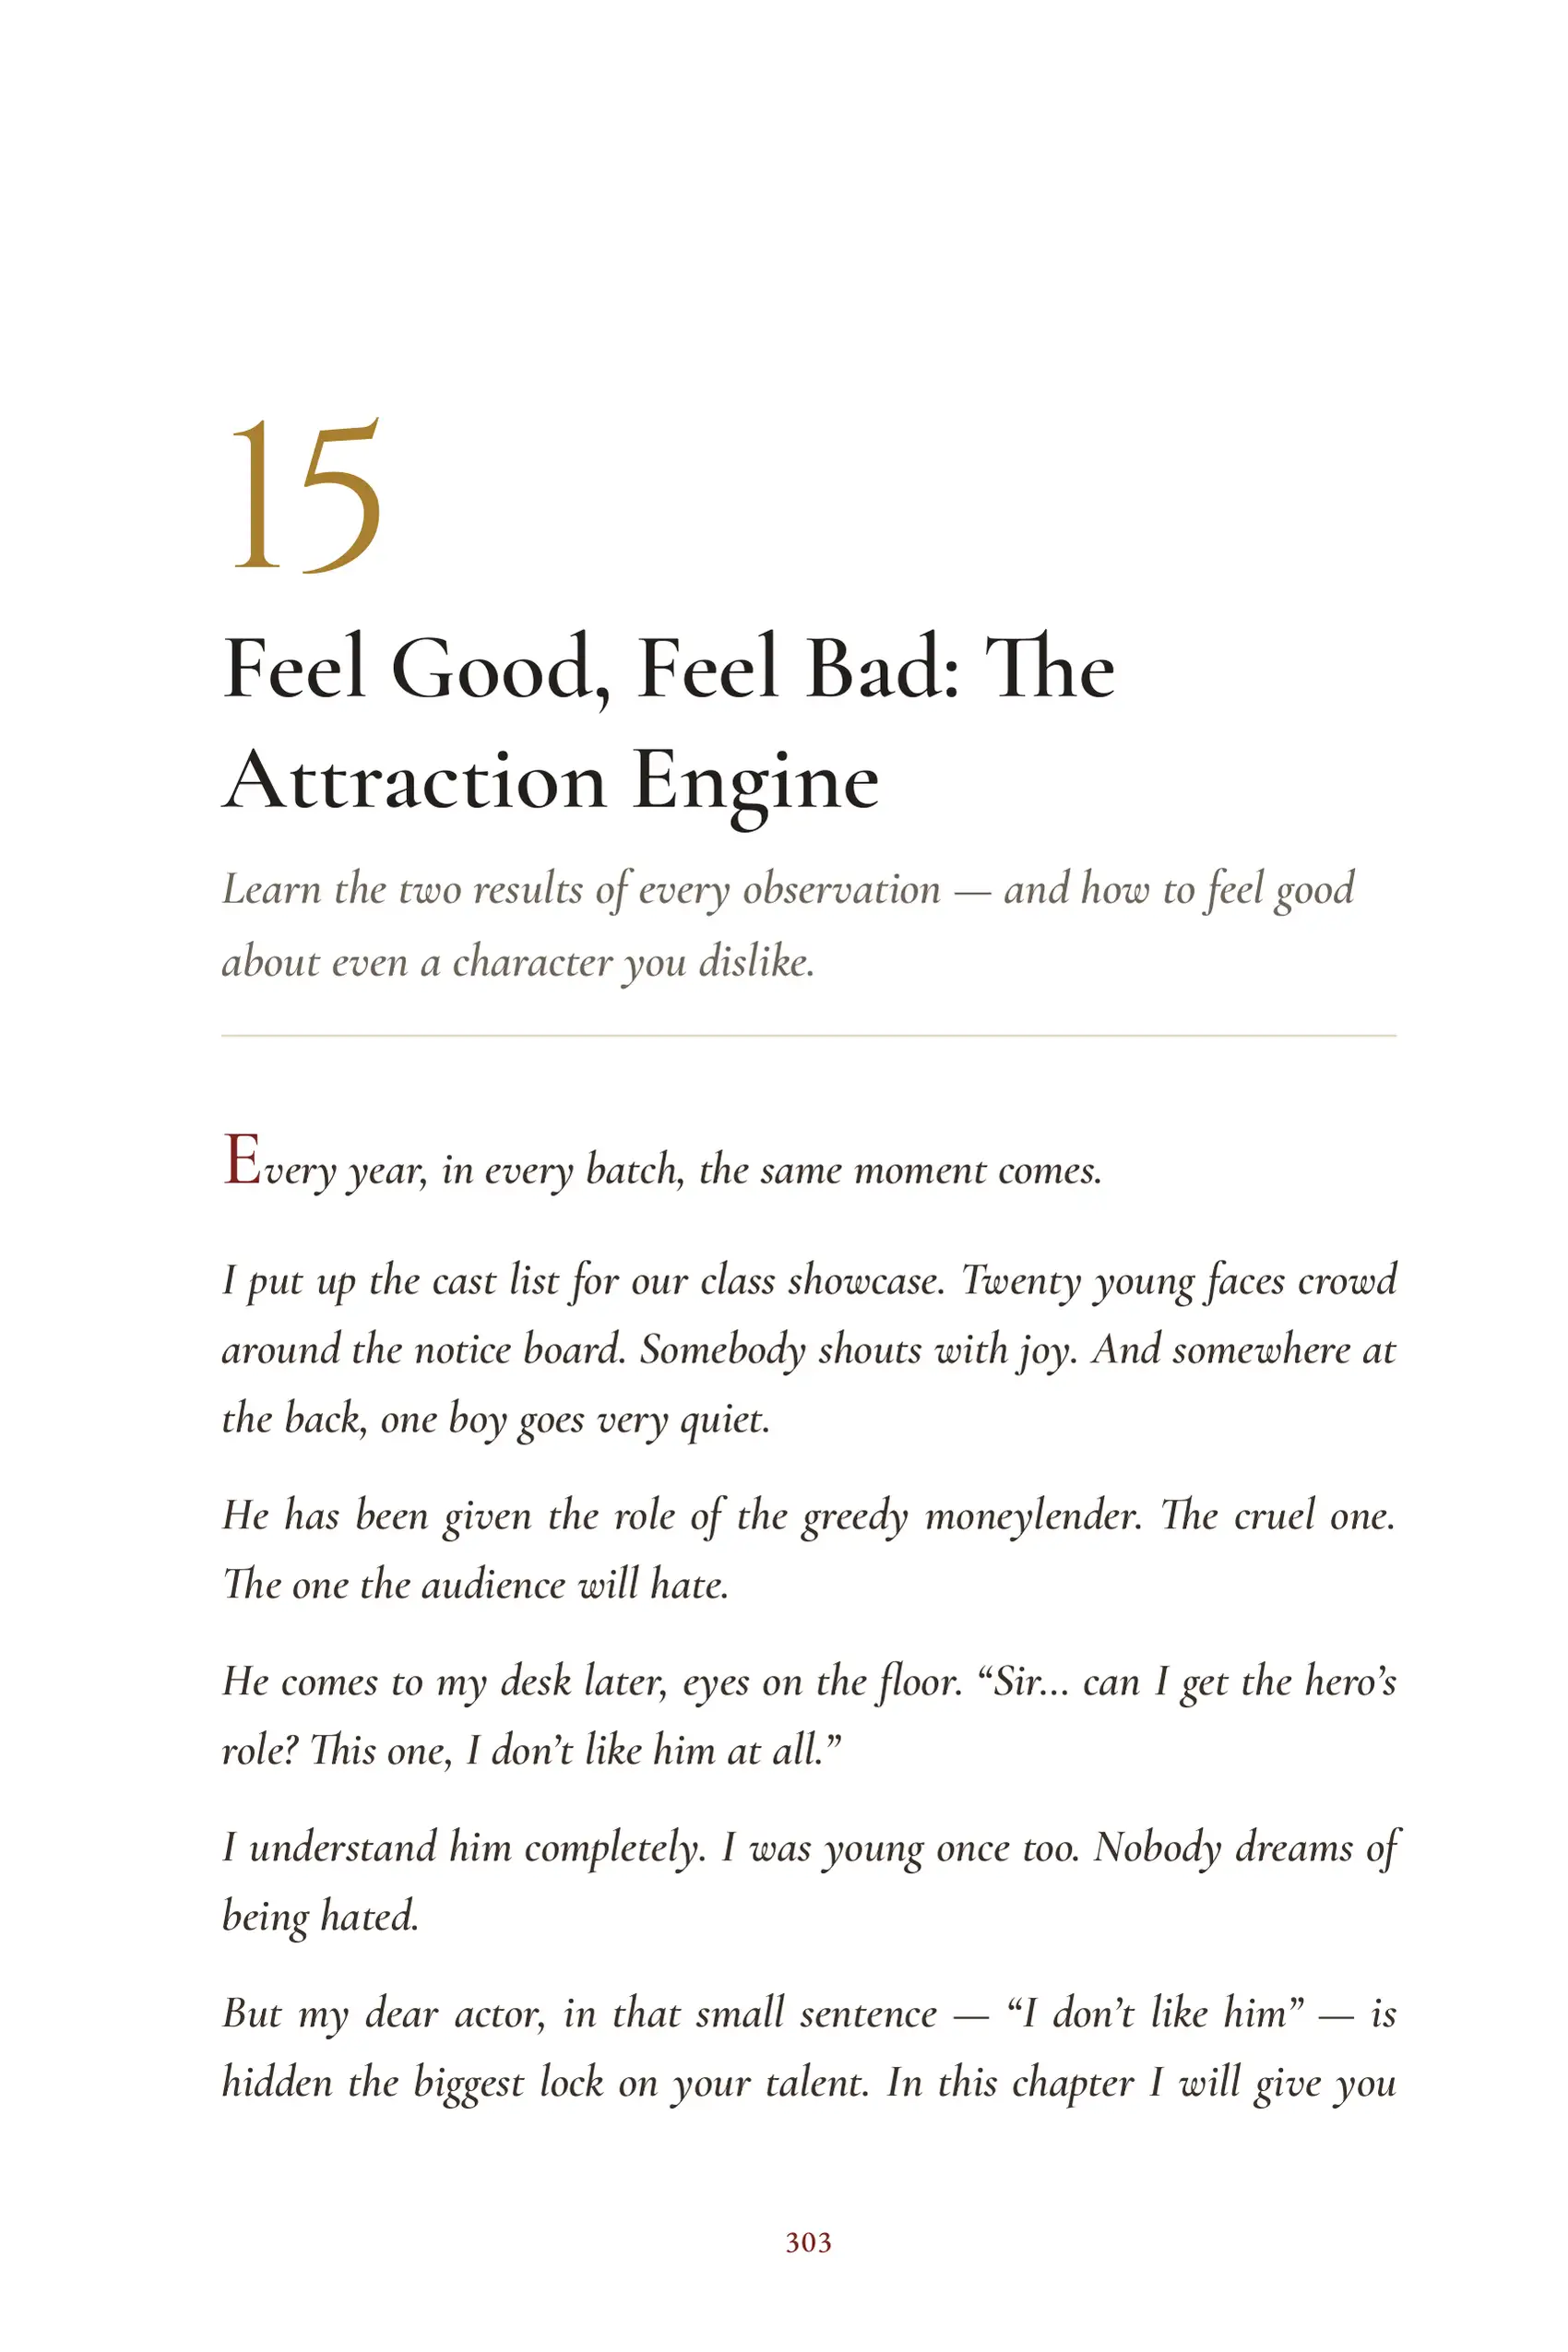 15
Feel Good, Feel Bad: The
Attraction Engine
Learn the two results of every observation — and how to feel good
about even a character you dislike.
Every year, in every batch, the same moment comes.
I put up the cast list for our class showcase. Twenty young faces crowd
around the notice board. Somebody shouts with joy. And somewhere at
the back, one boy goes very quiet.
He has been given the role of the greedy moneylender. The cruel one.
The one the audience will hate.
He comes to my desk later, eyes on the floor. “Sir... can I get the hero’s
role? This one, I don’t like him at all.”
I understand him completely. I was young once too. Nobody dreams of
being hated.
But my dear actor, in that small sentence — “I don’t like him” — is
hidden the biggest lock on your talent. In this chapter I will give you
303